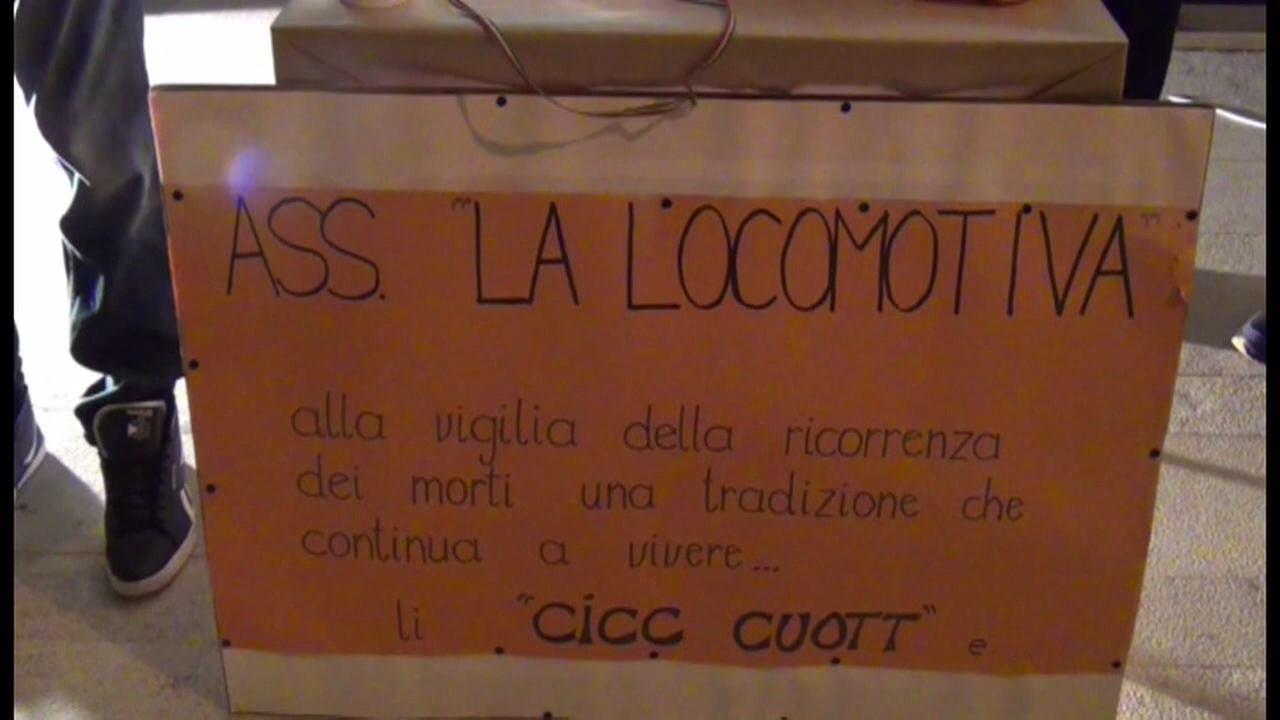 ASS. "LA LOCOMOTIVA"
alla vigilia della ricorrenza
dei morti una tradizione che
continua a vivere...
li "CICC CUOTT" e